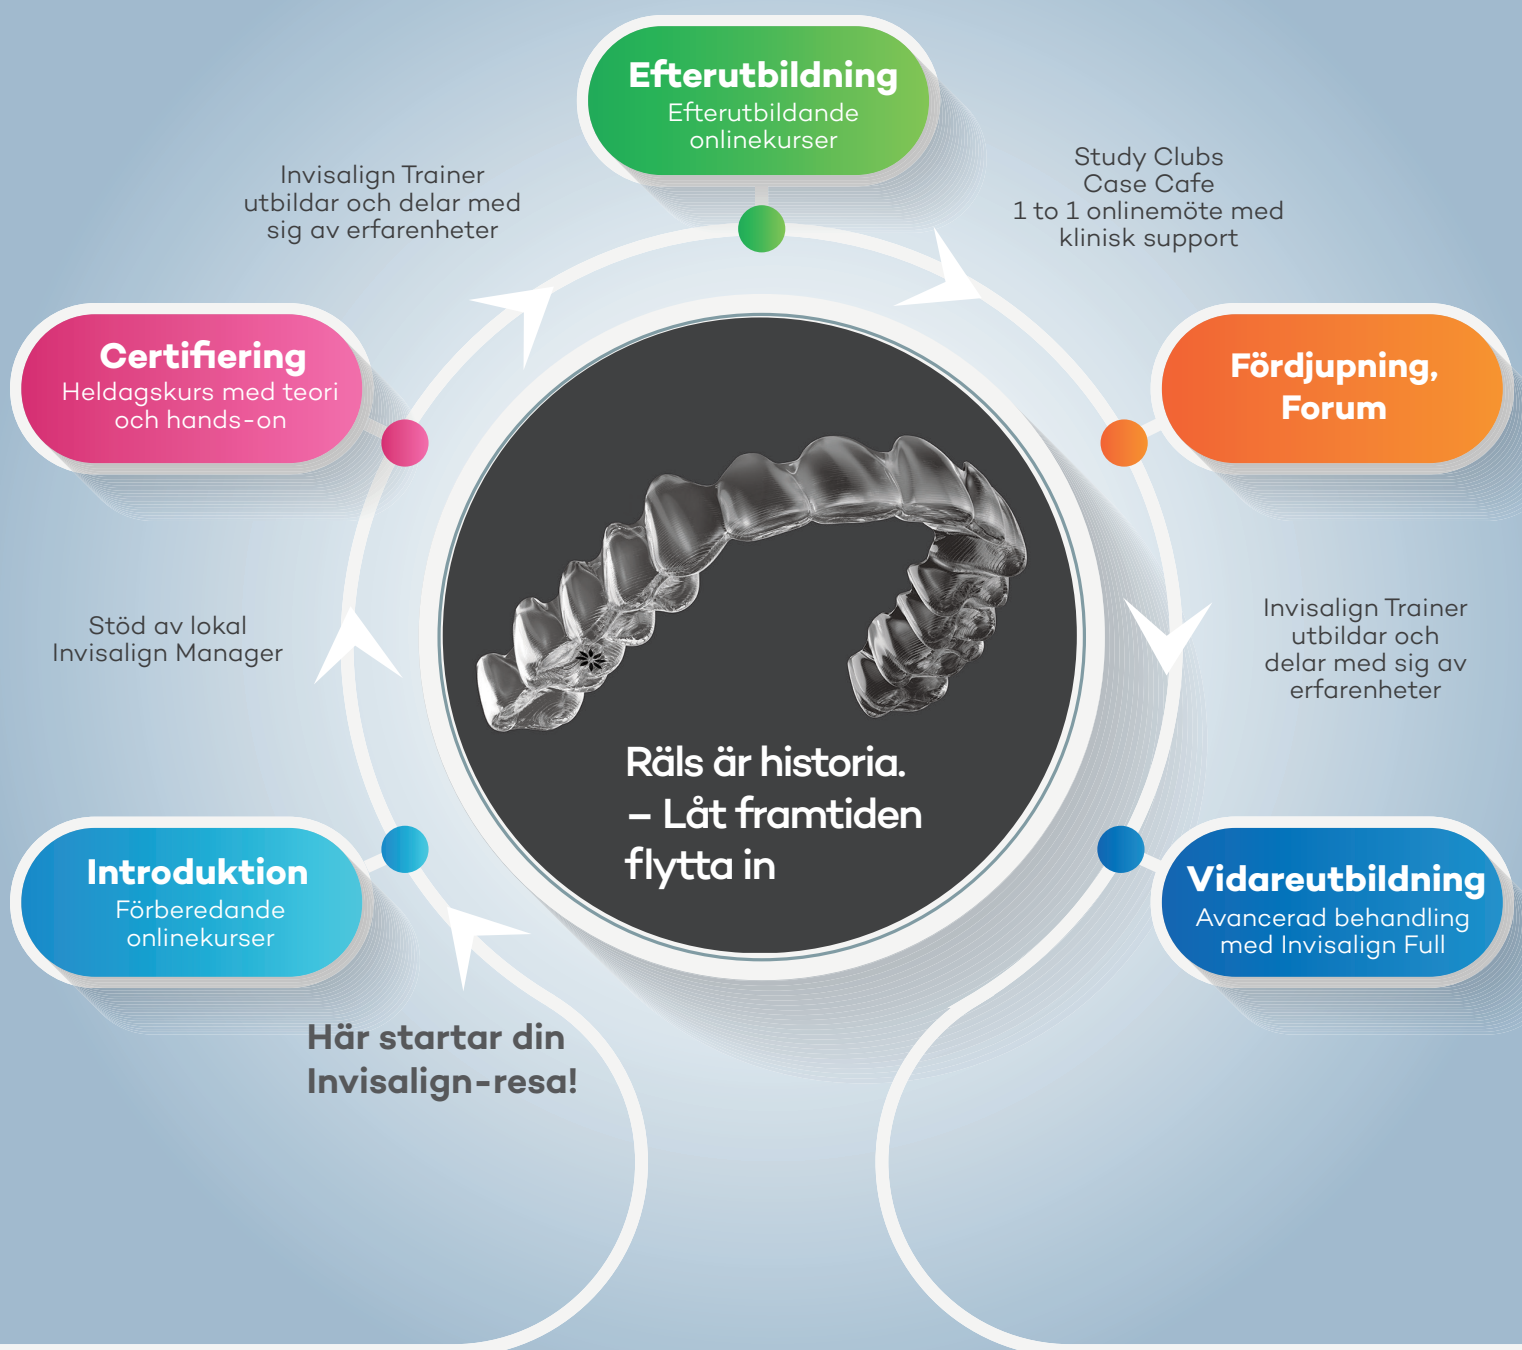 Efterutbildning
Efterutbildande
onlinekurser
Invisalign Trainer
utbildar och delar med
sig av erfarenheter
Study Clubs
Case Cafe
1 to 1 onlinemöte med
klinisk support
Certifiering
Heldagskurs med teori
och hands-on
Fördjupning,
Forum
Stöd av lokal
Invisalign Manager
Invisalign Trainer
utbildar och
delar med sig av
erfarenheter
Räls är historia.
– Låt framtiden
flytta in
Introduktion
Förberedande
onlinekurser
Vidareutbildning
Avancerad behandling
med Invisalign Full
Här startar din
Invisalign-resa!